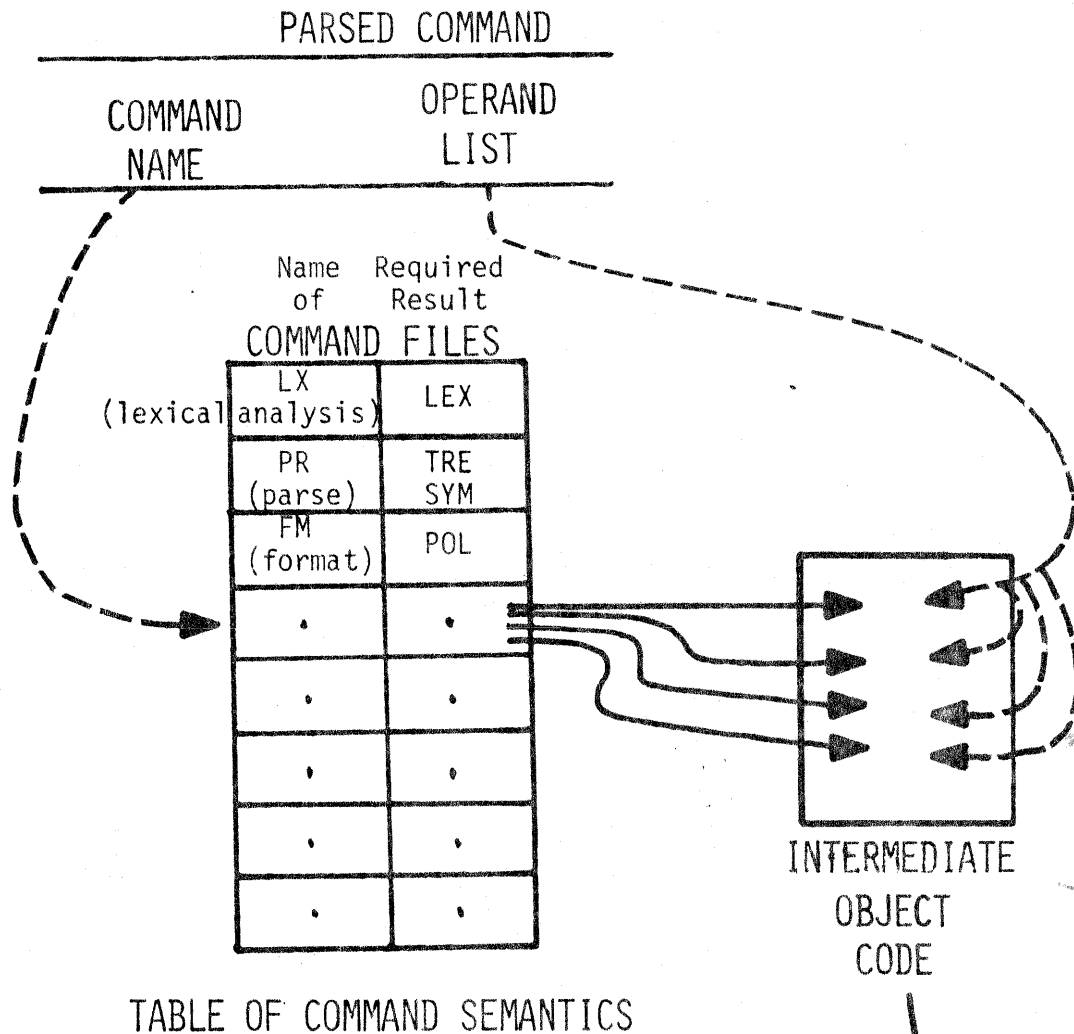 PARSED COMMAND
COMMAND
NAME
OPERAND
LIST
Name
of
COMMAND
Required
Result
FILES
LX
(lexical analysis)
LEX
PR
(parse)
TRE
SYM
FM
(format)
POL
INTERMEDIATE
OBJECT
CODE
TABLE OF COMMAND SEMANTICS